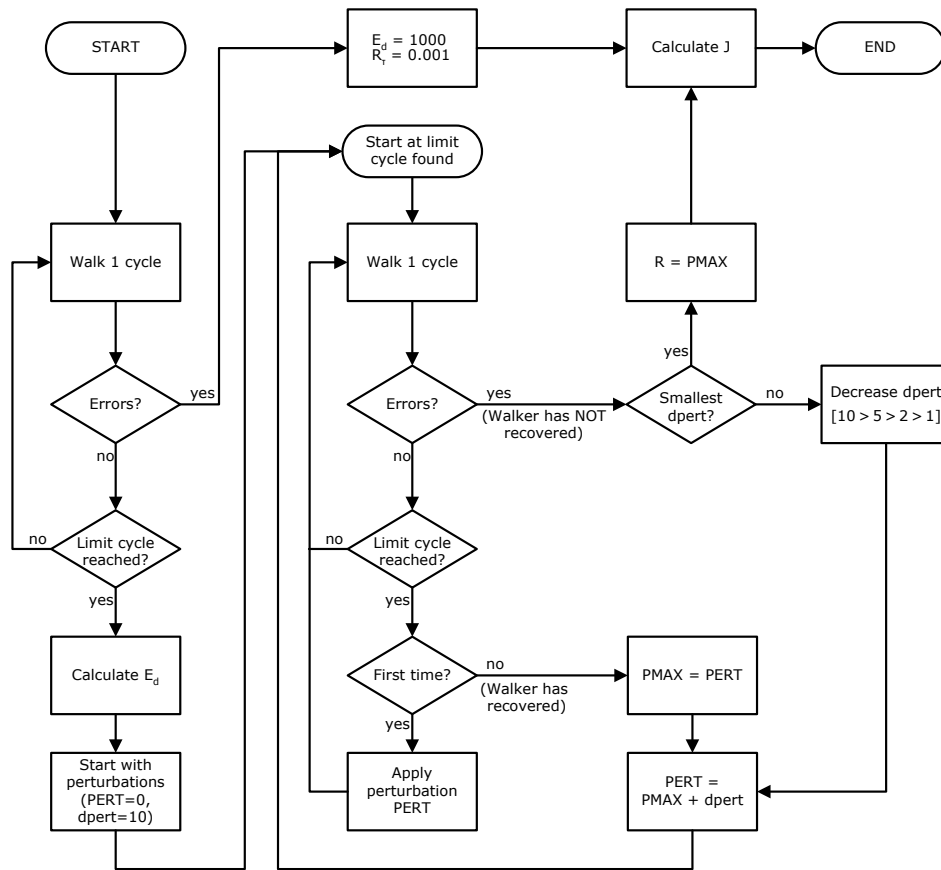 START
E_d = 1000
R_T = 0.001
Calculate J
END
Start at limit
cycle found
Walk 1 cycle
Walk 1 cycle
R = PMAX
yes
Errors?
yes
Errors?
yes
(Walker has NOT
recovered)
Smallest
dpert?
no
Decrease dpert
[10 > 5 > 2 > 1]
no
no
Limit cycle
reached?
no
Limit cycle
reached?
no
yes
yes
Calculate E_d
First time?
no
(Walker has
recovered)
PMAX = PERT
yes
Start with
perturbations
(PERT=0,
dpert=10)
Apply
perturbation
PERT
PERT =
PMAX + dpert